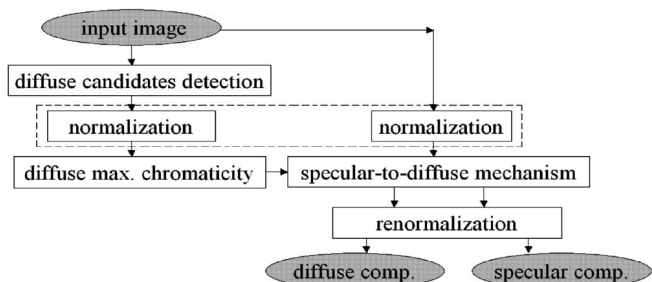 input image
diffuse candidates detection
normalization
normalization
diffuse max. chromaticity
specular-to-diffuse mechanism
renormalization
diffuse comp.
specular comp.